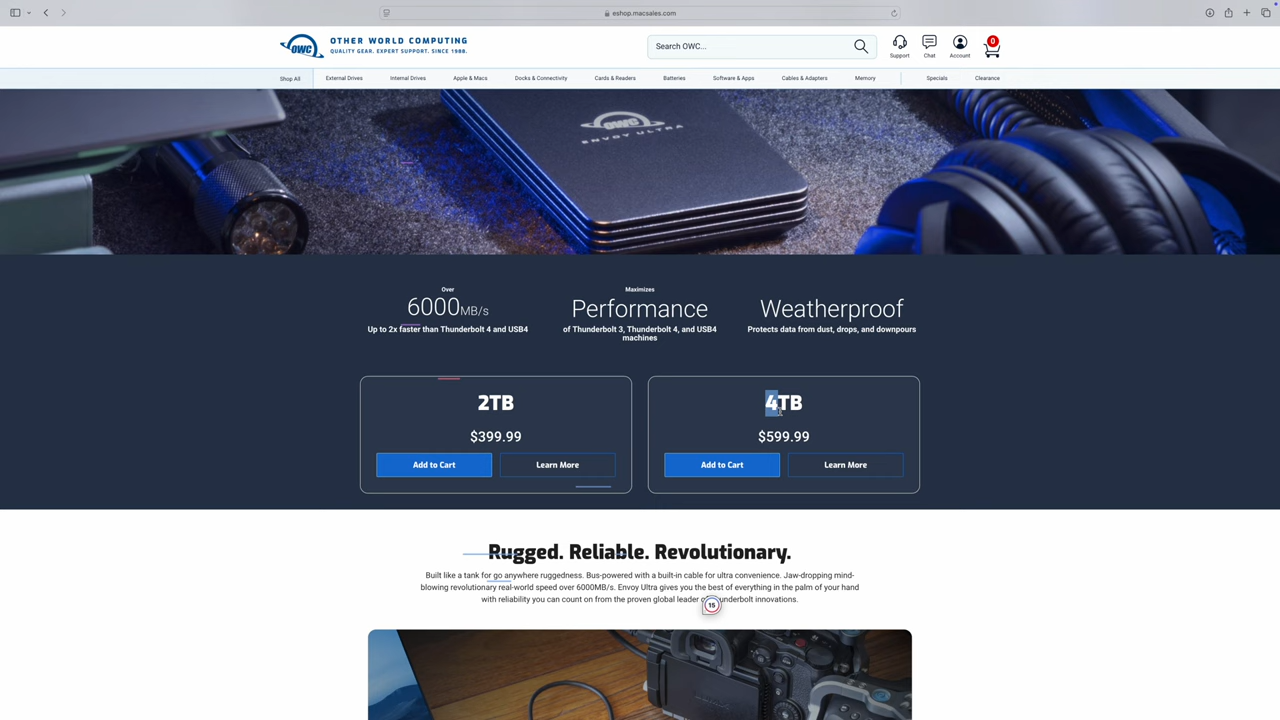 eshop.macsales.com
OWC
OTHER WORLD COMPUTING
QUALITY GEAR. EXPERT SUPPORT. SINCE 1988.
Search OWC...
Support
Chat
Account
0
Shop All
External Drives
Internal Drives
Apple & Macs
Docks & Connectivity
Cards & Readers
Batteries
Software & Apps
Cables & Adapters
Memory
Specials
Clearance
OWC
ENVOY ULTRA
Over
6000MB/s
Up to 2x faster than Thunderbolt 4 and USB4
Maximizes
Performance
of Thunderbolt 3, Thunderbolt 4, and USB4
machines
Weatherproof
Protects data from dust, drops, and downpours
2TB
$399.99
Add to Cart
Learn More
4TB
$599.99
Add to Cart
Learn More
Rugged. Reliable. Revolutionary.
Built like a tank for go anywhere ruggedness. Bus-powered with a built-in cable for ultra convenience. Jaw-dropping mind-
blowing revolutionary real-world speed over 6000MB/s. Envoy Ultra gives you the best of everything in the palm of your hand
with reliability you can count on from the proven global leader innovations.
15